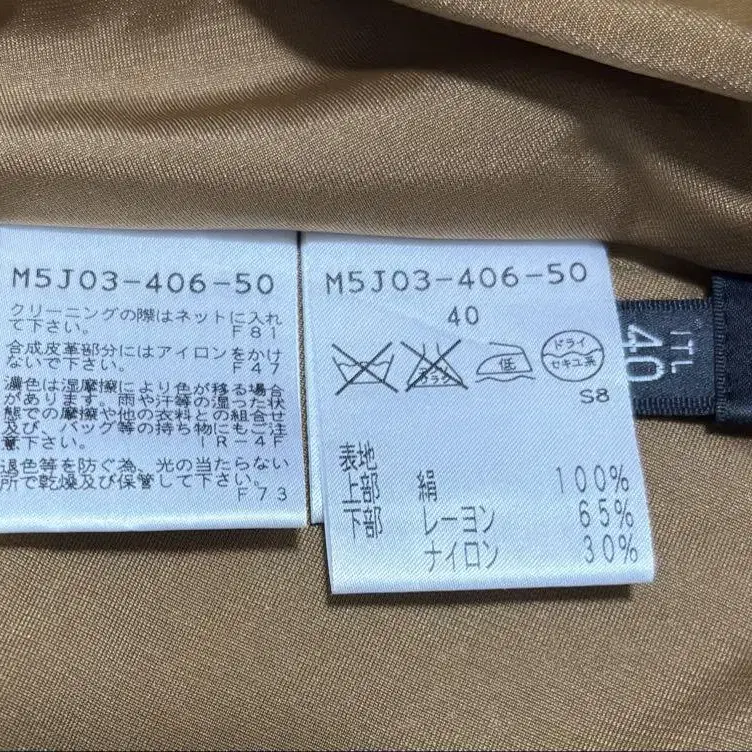 M5J03-406-50
クリーニングの際はネットに入れ
て下さい。 F81
合成皮革部分にはアイロンをかけ
ないで下さい。 F47
濃色は湿摩擦により色が移る場合
があります。雨や汗等の湿った状
態での摩擦や他の衣料との組合せ
及び、バッグ等の持ち物にもご注
意下さい。 IR-4F
退色等を防ぐ為、光の当たらない
所で乾燥及び保管して下さい。
F73
M5J03-406-50
40
エンソ
サラシ
低
ドライ
セキユ系
S8
表地
上部 絹 100%
下部 レーヨン 65%
ナイロン 30%
ITL
40